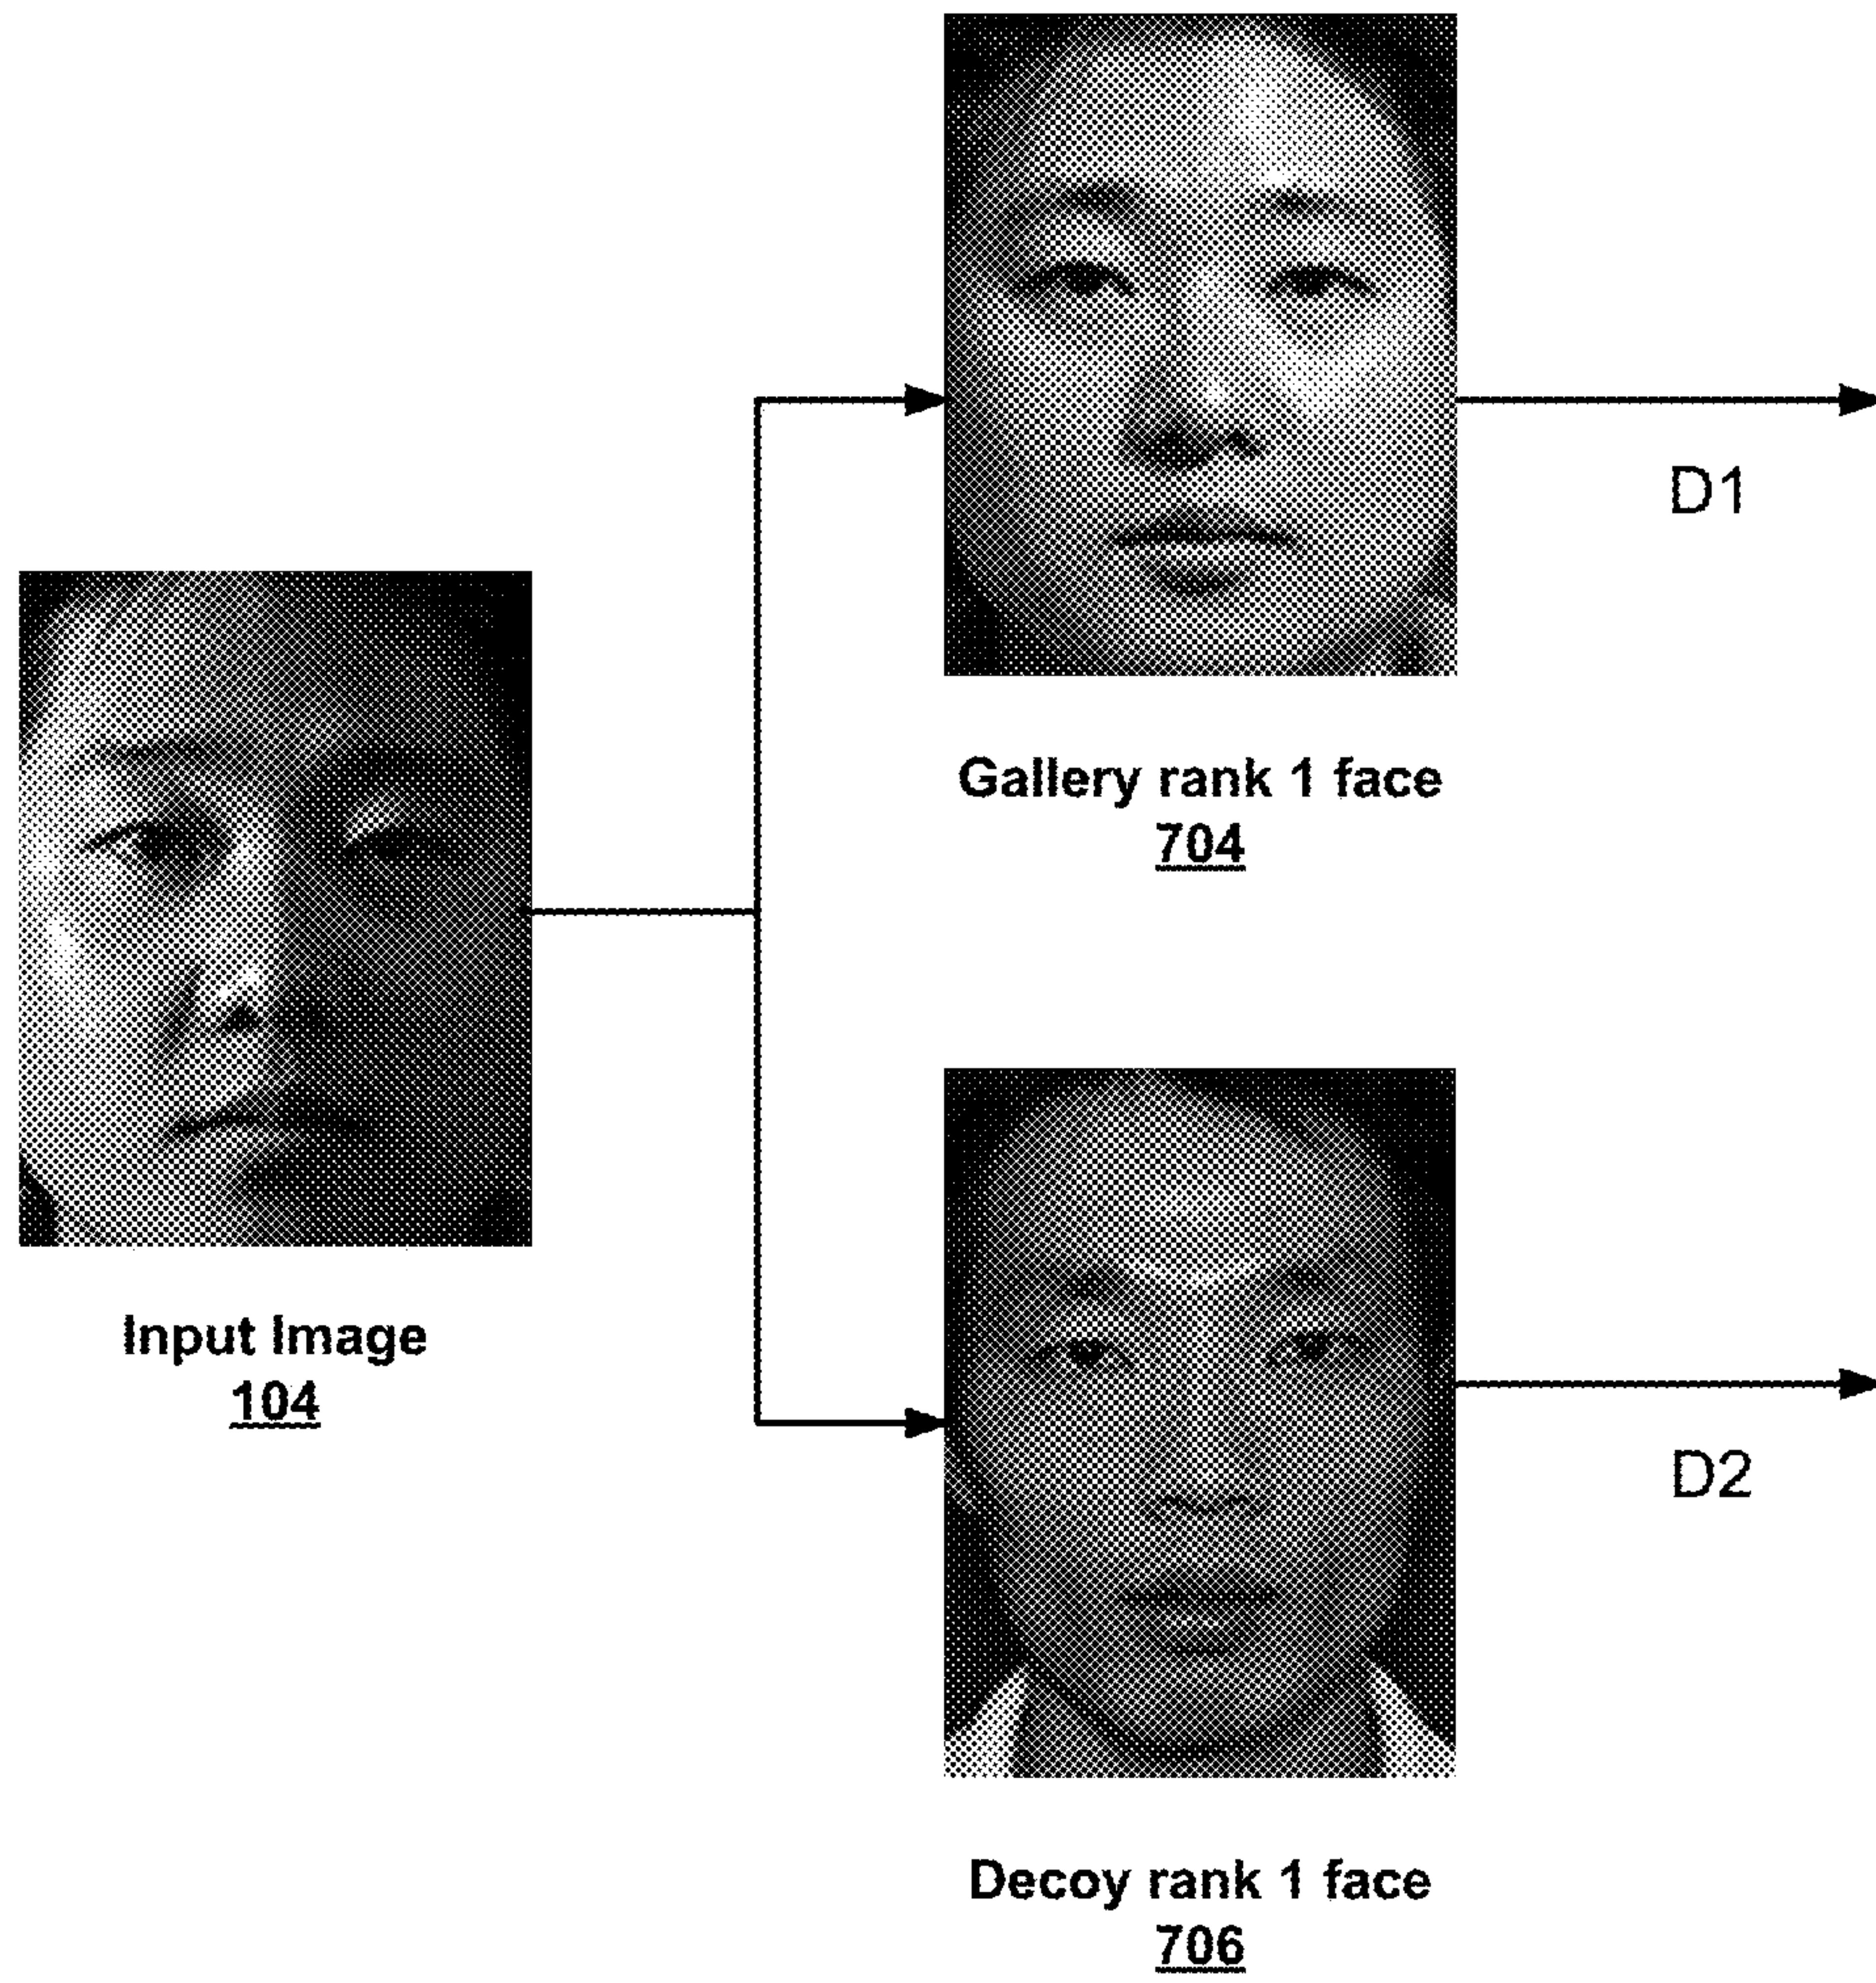 D1
Gallery rank 1 face
704
Input Image
104
D2
Decoy rank 1 face
706